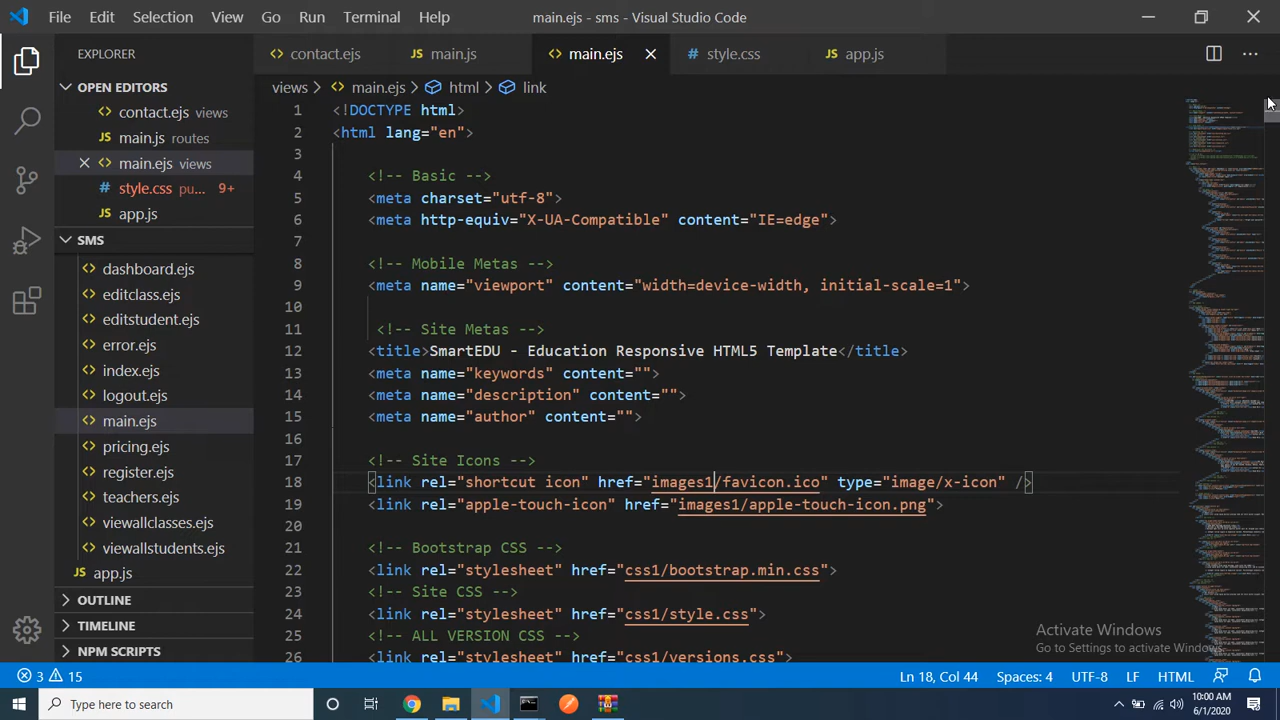 File Edit Selection View Go Run Terminal Help main.ejs - sms - Visual Studio Code
EXPLORER
contact.ejs main.js main.ejs style.css app.js
OPEN EDITORS
contact.ejs views
main.js routes
main.ejs views
style.css pu... 9+
app.js
SMS
dashboard.ejs
editclass.ejs
editstudent.ejs
error.ejs
index.ejs
logout.ejs
main.ejs
pricing.ejs
register.ejs
teachers.ejs
viewallclasses.ejs
viewallstudents.ejs
app.js
OUTLINE
TIMELINE
NPM SCRIPTS
views main.ejs html link
1 <!DOCTYPE html>
2 <html lang="en">
3
4 <!-- Basic -->
5 <meta charset="utf-8">
6 <meta http-equiv="X-UA-Compatible" content="IE=edge">
7
8 <!-- Mobile Metas -->
9 <meta name="viewport" content="width=device-width, initial-scale=1">
10
11 <!-- Site Metas -->
12 <title>SmartEDU - Education Responsive HTML5 Template</title>
13 <meta name="keywords" content="">
14 <meta name="description" content="">
15 <meta name="author" content="">
16
17 <!-- Site Icons -->
18 <link rel="shortcut icon" href="images1/favicon.ico" type="image/x-icon" />
19 <link rel="apple-touch-icon" href="images1/apple-touch-icon.png">
20
21 <!-- Bootstrap CSS -->
22 <link rel="stylesheet" href="css1/bootstrap.min.css">
23 <!-- Site CSS -->
24 <link rel="stylesheet" href="css1/style.css">
25 <!-- ALL VERSION CSS -->
26 <link rel="stylesheet" href="css1/versions.css">
Activate Windows
Go to Settings to activate Windows.
3 15 Ln 18, Col 44 Spaces: 4 UTF-8 LF HTML
Type here to search
10:00 AM
6/1/2020